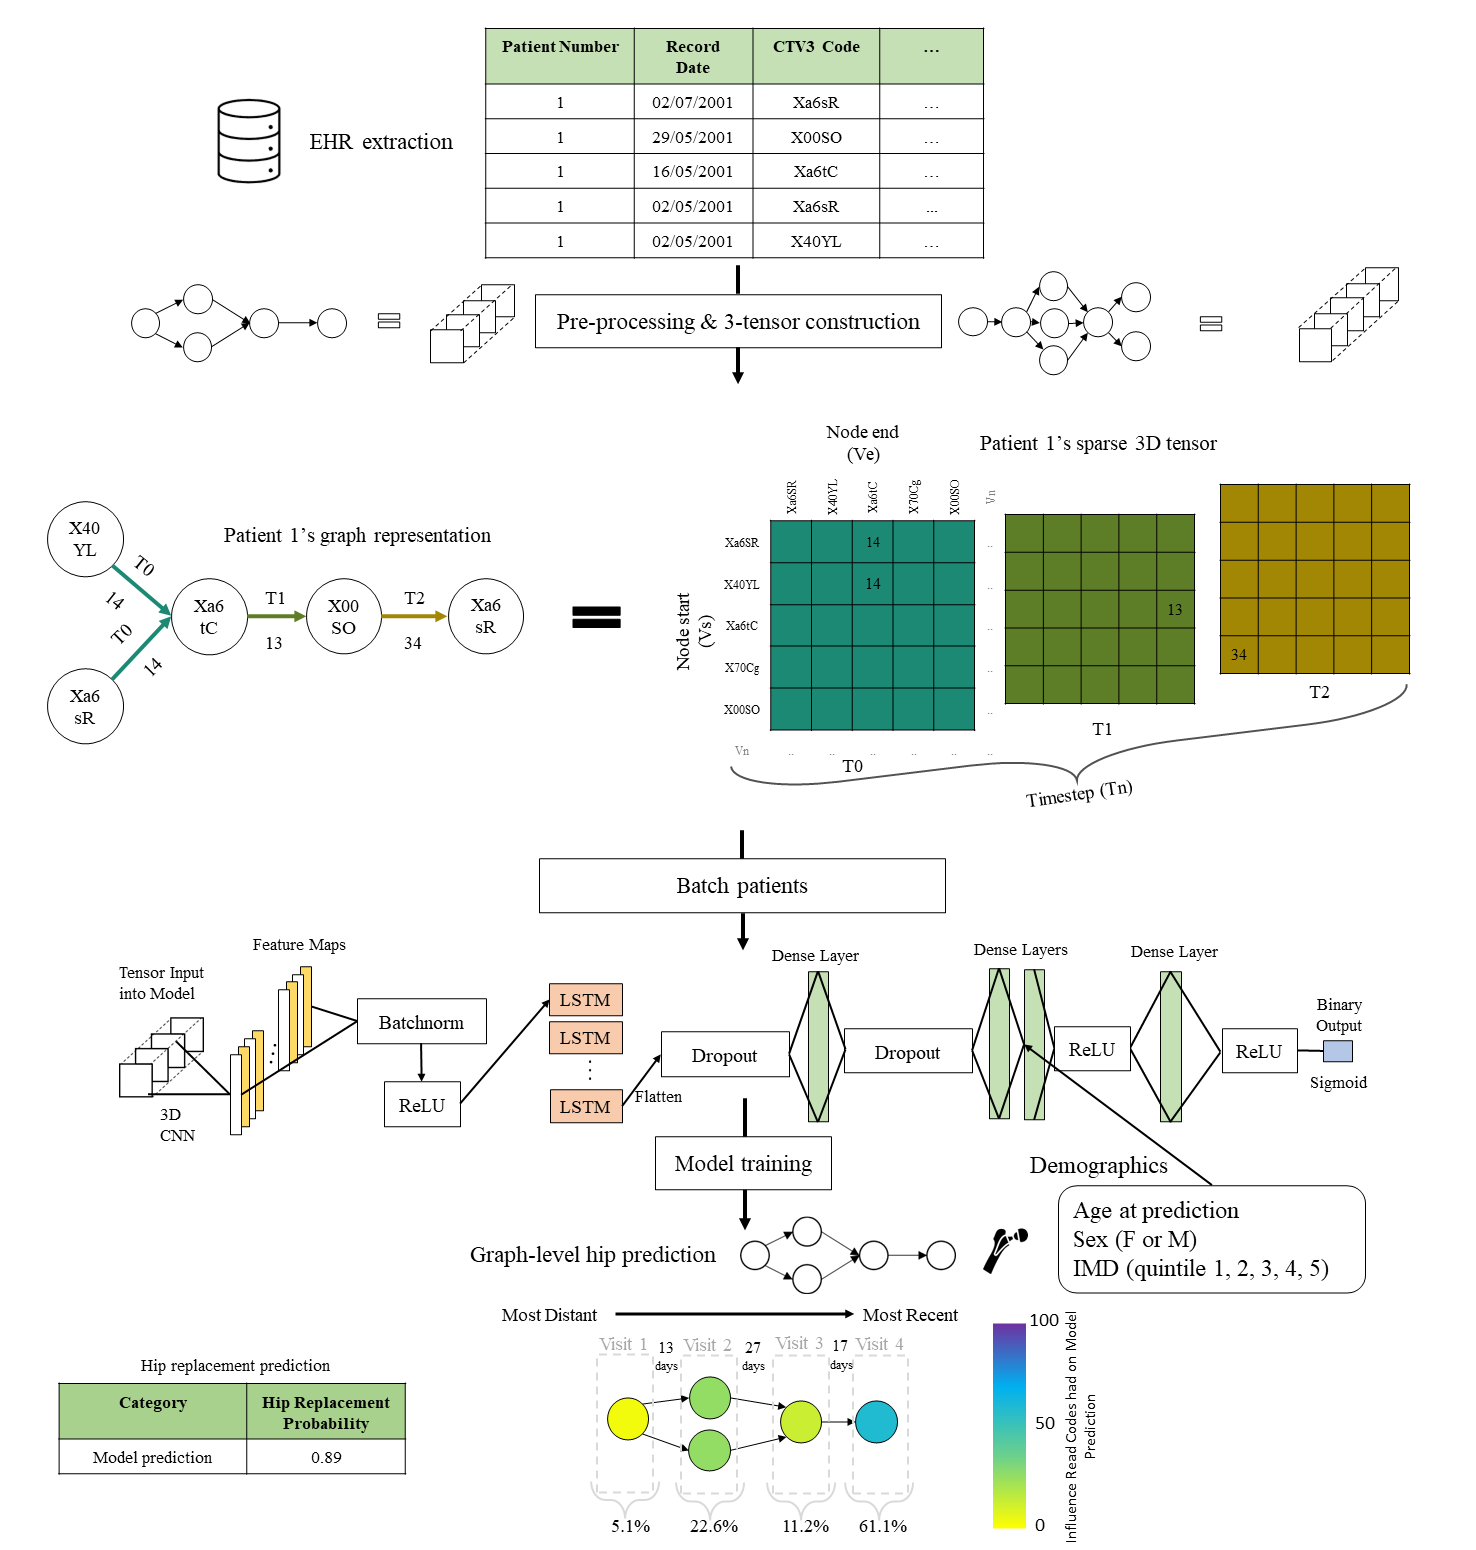 Patient Number Record Date CTV3 Code …
1 02/07/2001 Xa6sR …
1 29/05/2001 X00SO …
1 16/05/2001 Xa6tC …
1 02/05/2001 Xa6sR ...
1 02/05/2001 X40YL …
EHR extraction
Pre-processing & 3-tensor construction
Node end
(Ve)
Patient 1's sparse 3D tensor
Patient 1's graph representation
X40
YL
T0
14
T0
14
Xa6
sR
Xa6
tC
T1
13
X00
SO
T2
34
Xa6
sR
Node start
(Vs)
Xa6SR X40YL Xa6tC X70Cg X00SO Vn
Xa6SR 14 ..
X40YL 14
Xa6tC ..
X70Cg ..
X00SO ..
Vn .. .. .. .. .. ..
T0
13
T1
34
T2
Timestep (Tn)
Batch patients
Tensor Input
into Model
3D
CNN
Feature Maps
Batchnorm
ReLU
LSTM
LSTM
LSTM
Flatten
Dropout
Dense Layer
Dropout
Dense Layers
ReLU
Dense Layer
ReLU
Binary
Output
Sigmoid
Model training
Demographics
Age at prediction
Sex (F or M)
IMD (quintile 1, 2, 3, 4, 5)
Graph-level hip prediction
Most Distant
Most Recent
Visit 1 13 days Visit 2 27 days Visit 3 17 days Visit 4
5.1% 22.6% 11.2% 61.1%
100
50
0
Influence Read Codes had on Model
Prediction
Hip replacement prediction
Category Hip Replacement Probability
Model prediction 0.89